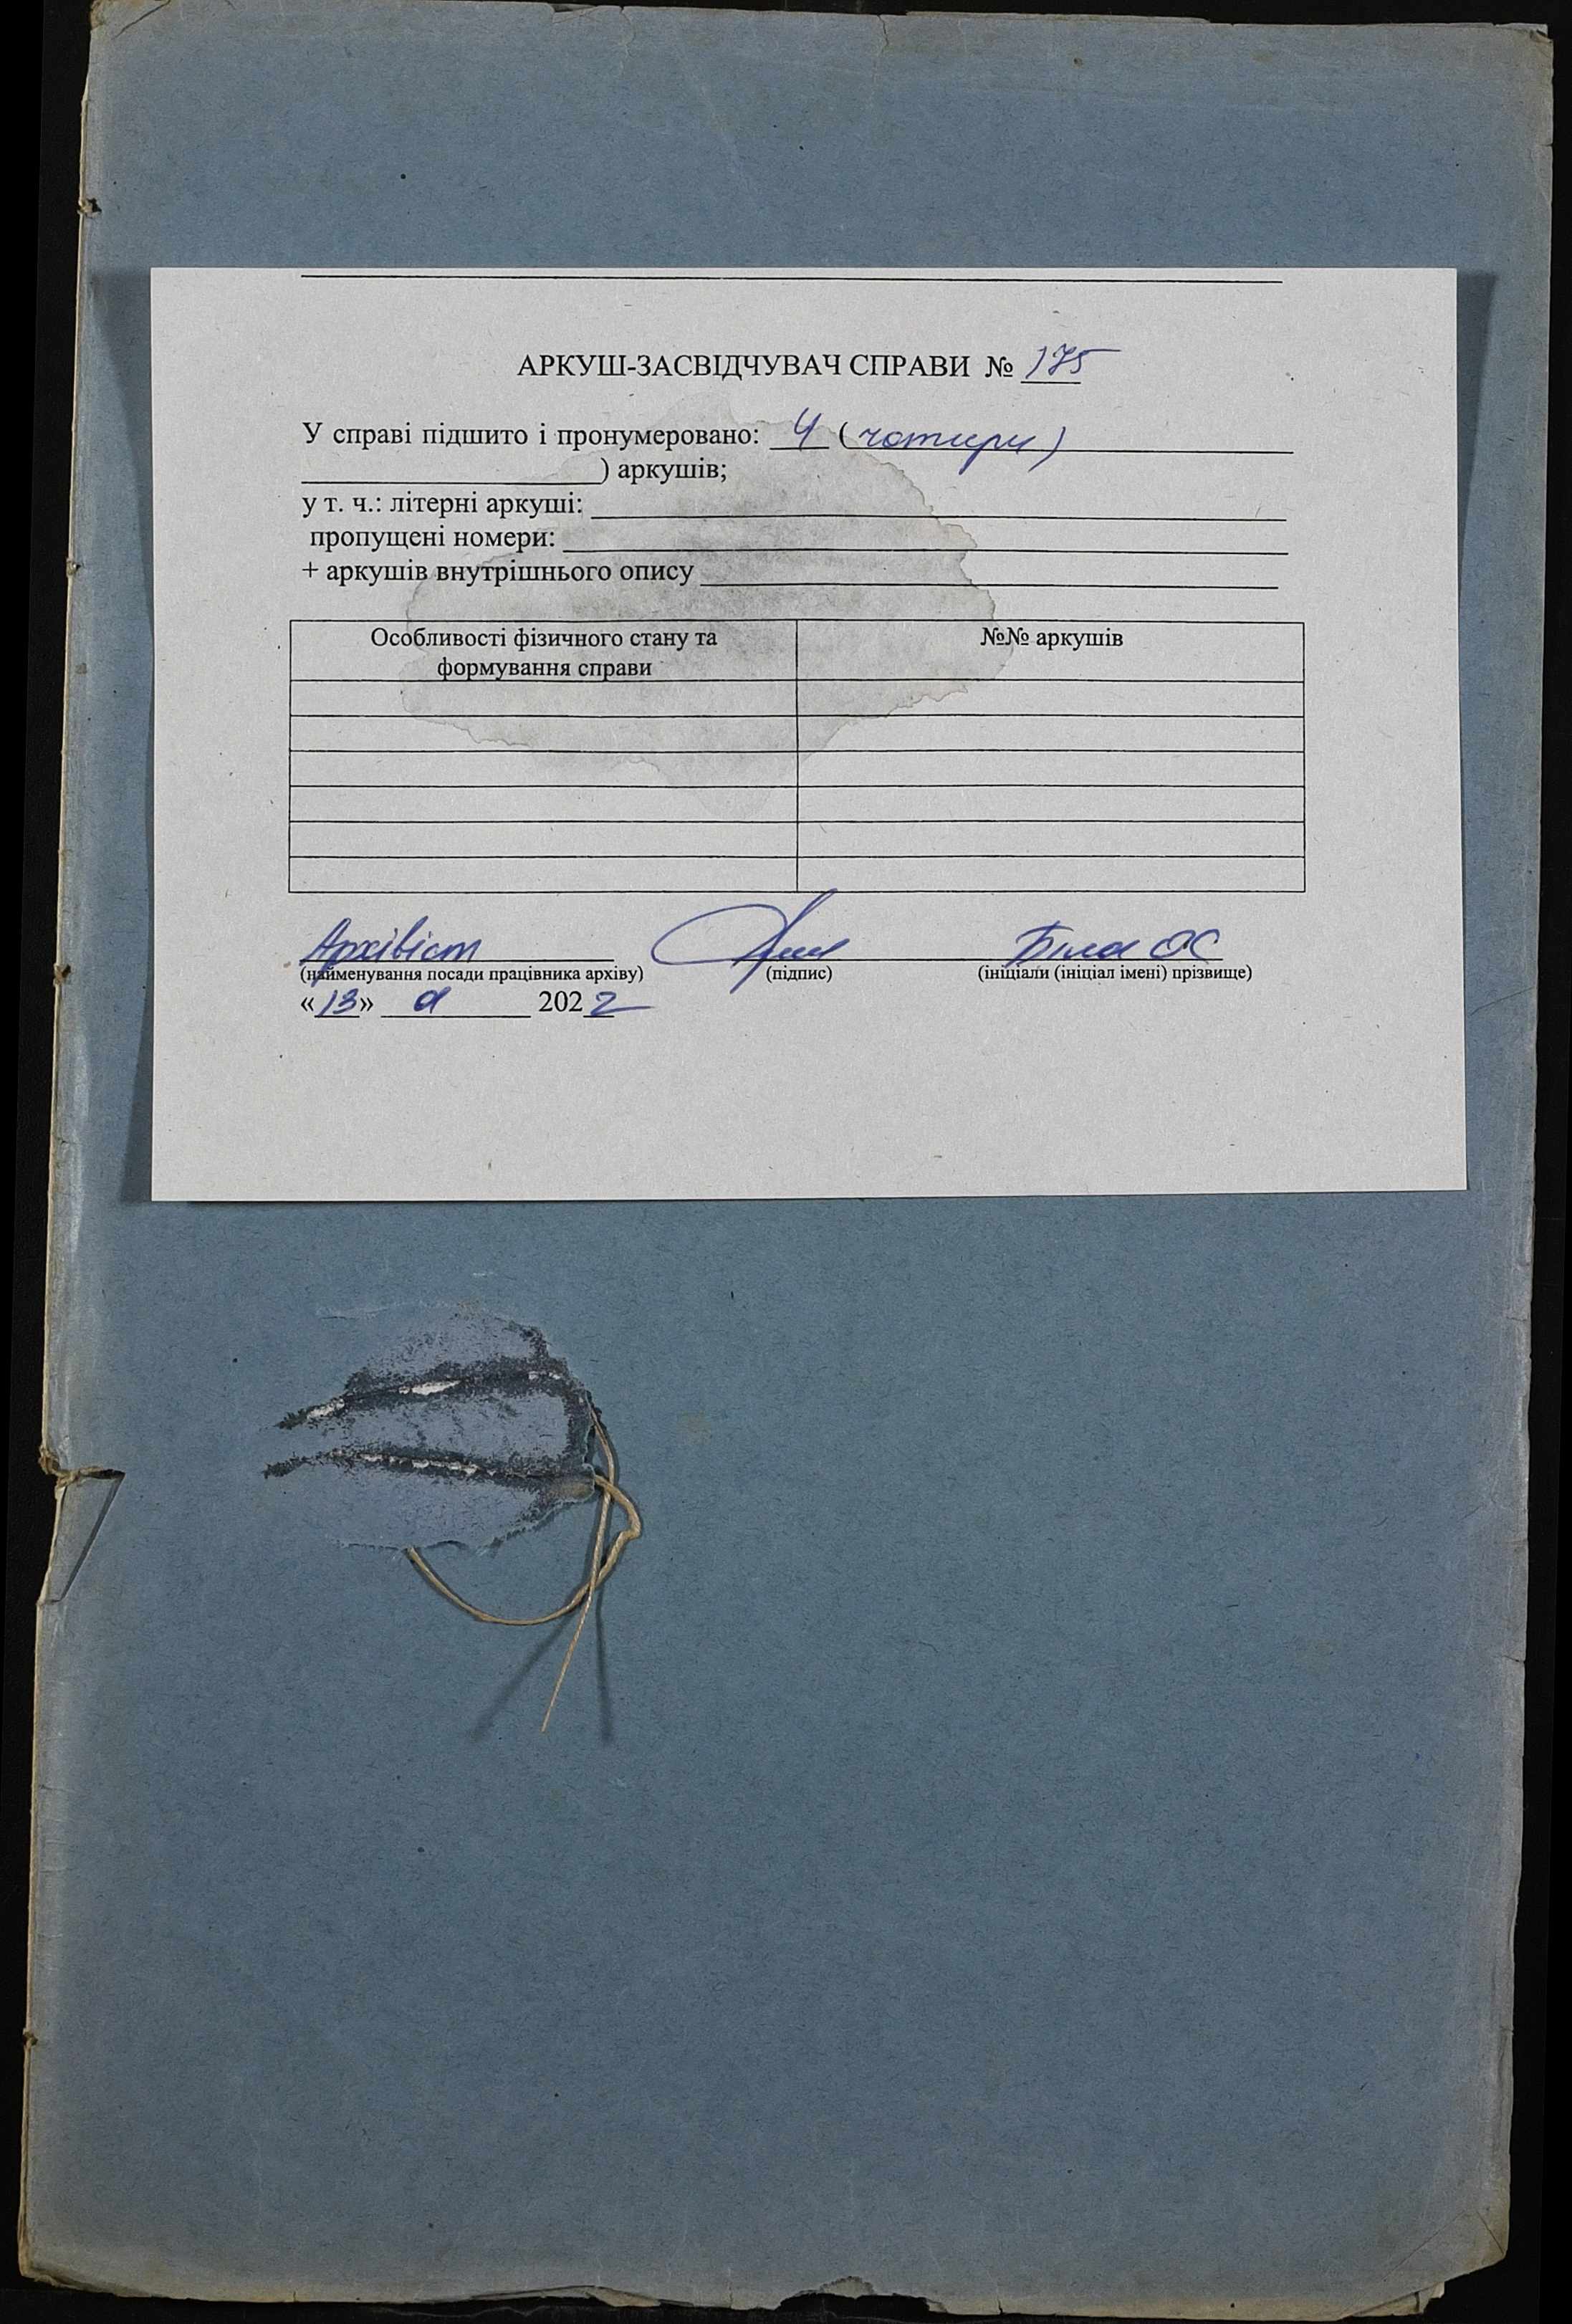 АРКУШ-ЗАСВІДЧУВАЧ СПРАВИ № 175
У справі підшито і пронумеровано: 4 (чотири)
) аркушів;
у т. ч.: літерні аркуші:
пропущені номери:
+ аркушів внутрішнього опису
Особливості фізичного стану та формування справи
№№ аркушів
Архівіст Біла ОС
(найменування посади працівника архіву) (підпис) (ініціали (ініціал імені) прізвище)
«13» 2022